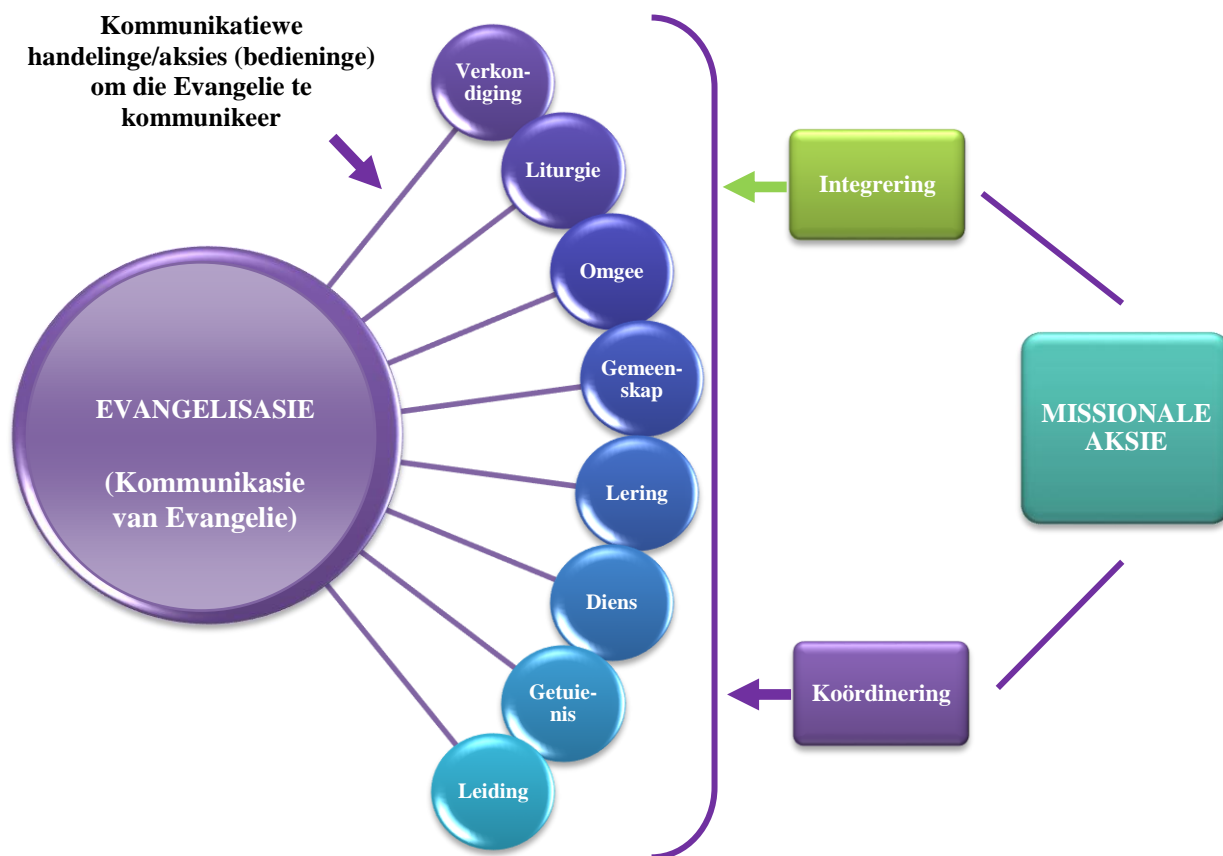 Kommunikatiewe
handelinge/aksies (bedieninge)
om die Evangelie te
kommunikeer
Verkon-
diging
Liturgie
Omgee
Gemeen-
skap
Lering
Diens
Getuie-
nis
Leiding
EVANGELISASIE
(Kommunikasie
van Evangelie)
Integrering
Koördinering
MISSIONALE
AKSIE